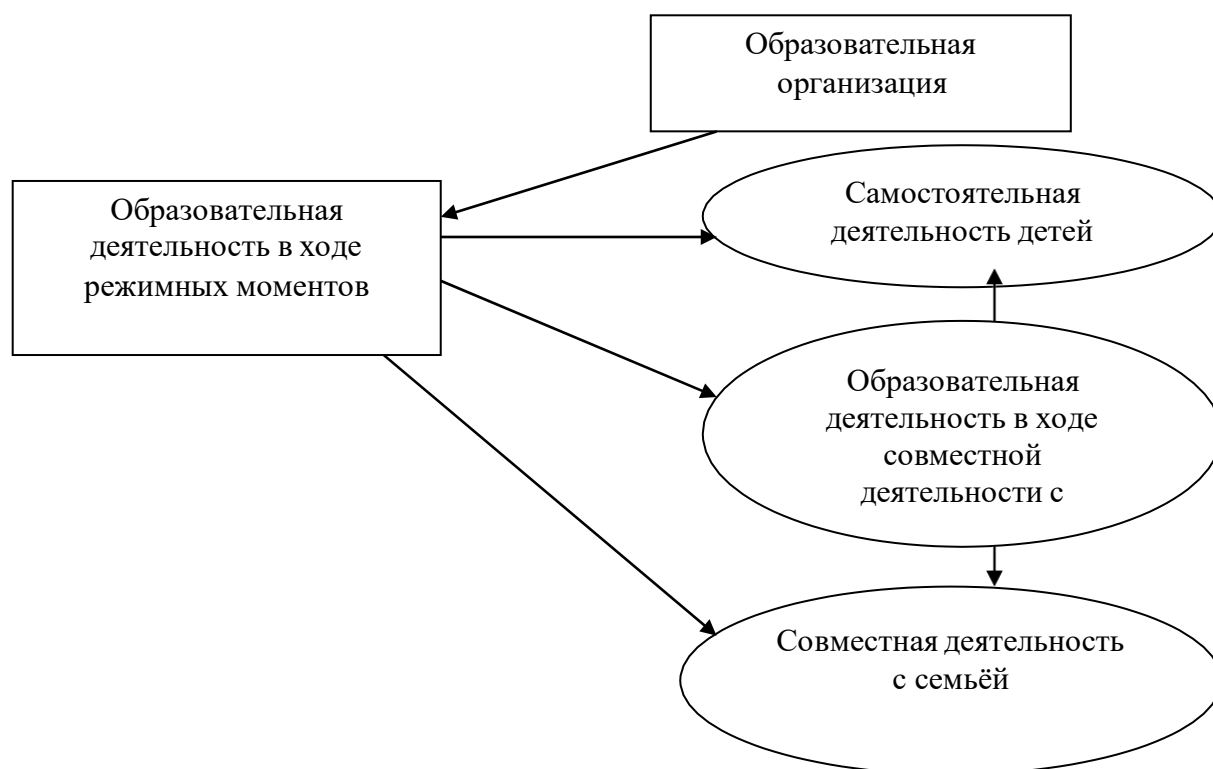 Образовательная
организация
Образовательная
деятельность в ходе
режимных моментов
Самостоятельная
деятельность детей
Образовательная
деятельность в ходе
совместной
деятельности с
Совместная деятельность
с семьёй